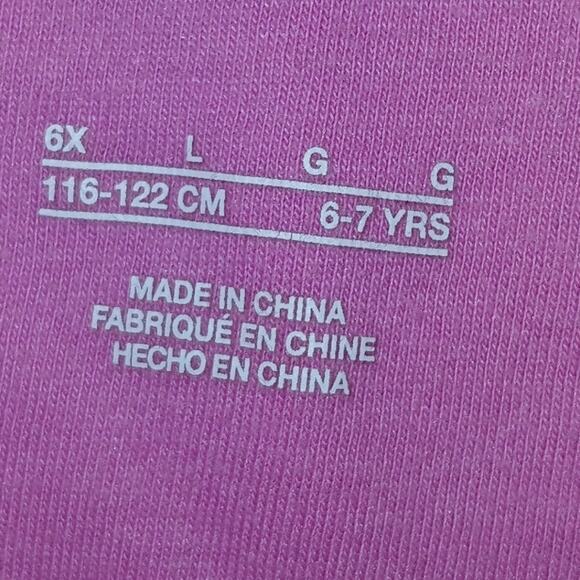 6X L G G
116-122 CM 6-7 YRS
MADE IN CHINA
FABRIQUÉ EN CHINE
HECHO EN CHINA